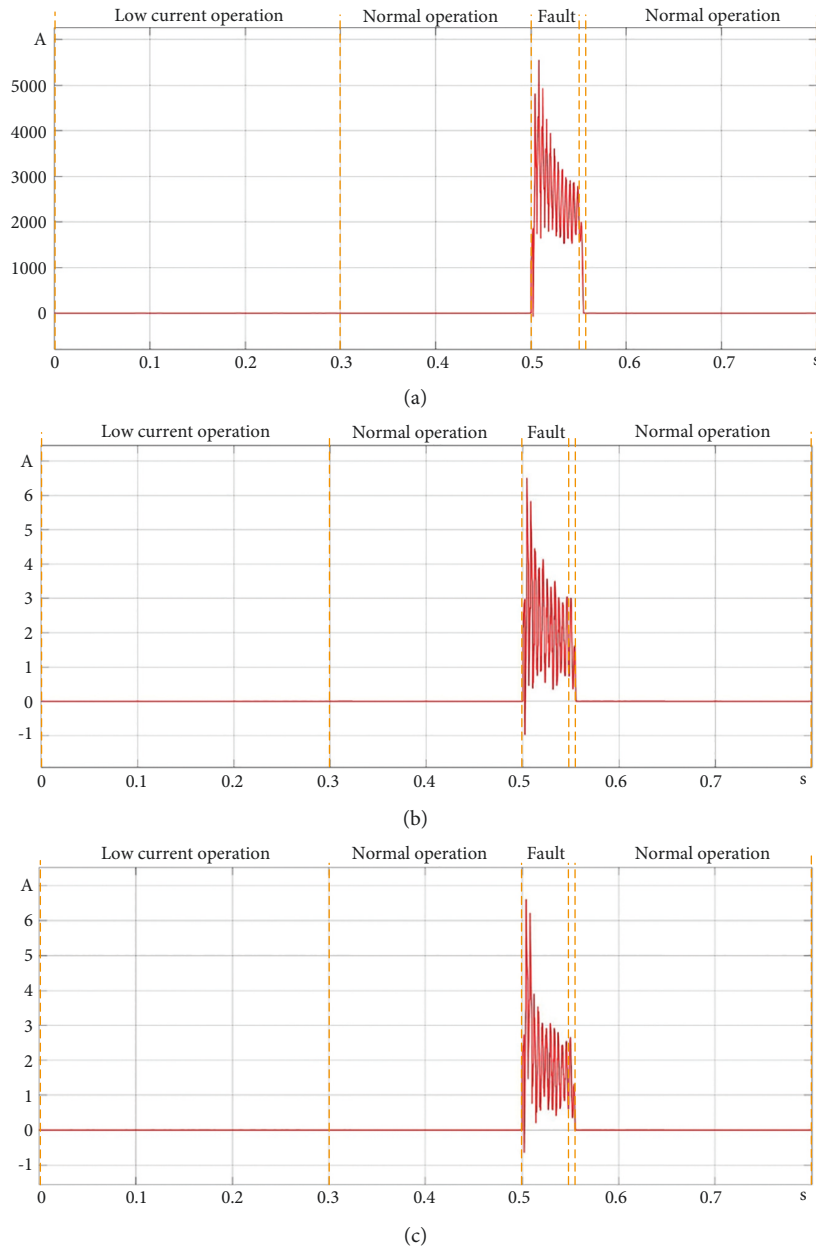 Low current operation Normal operation Fault Normal operation
A
5000
4000
3000
2000
1000
0
0 0.1 0.2 0.3 0.4 0.5 0.6 0.7 s
(a)
Low current operation Normal operation Fault Normal operation
A
6
5
4
3
2
1
0
-1
0 0.1 0.2 0.3 0.4 0.5 0.6 0.7 s
(b)
Low current operation Normal operation Fault Normal operation
A
6
5
4
3
2
1
0
-1
0 0.1 0.2 0.3 0.4 0.5 0.6 0.7 s
(c)